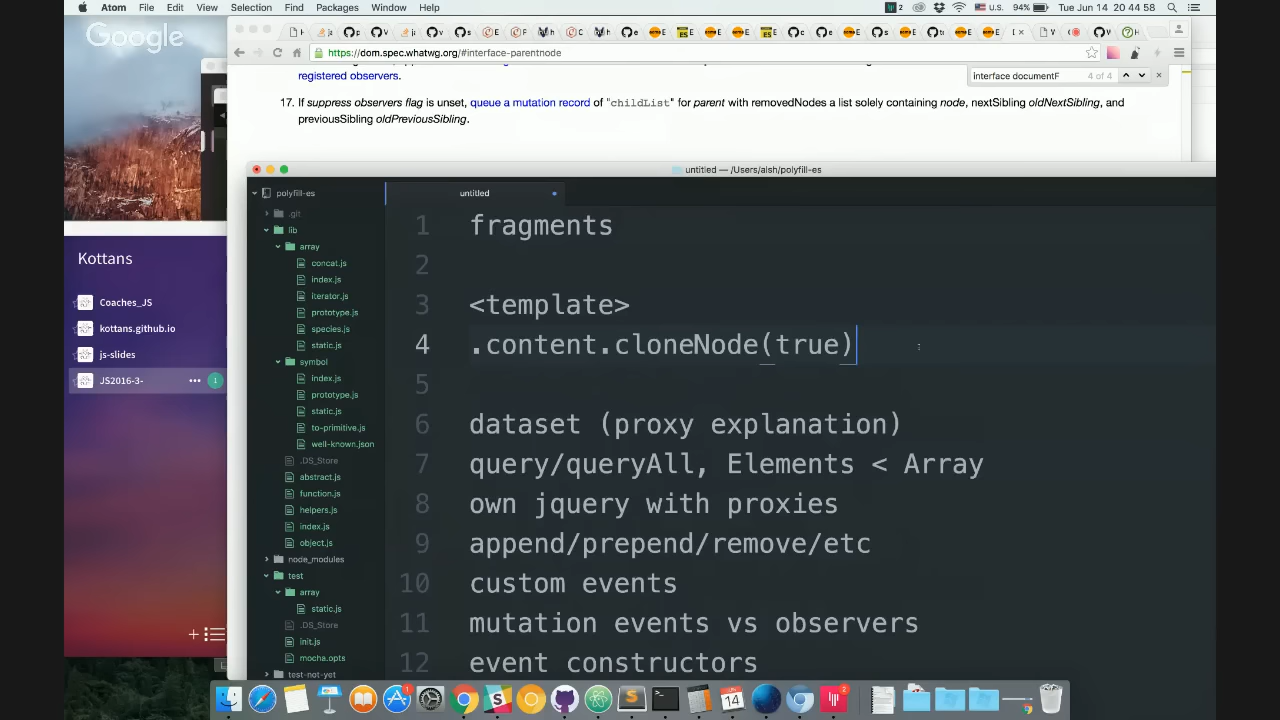 Atom File Edit View Selection Find Packages Window Help
2 U.S. 94% Tue Jun 14 20 44 58
Google
https://dom.spec.whatwg.org/#interface-parentnode
interface documentF 4 of 4
registered observers.
17. If suppress observers flag is unset, queue a mutation record of "childList" for parent with removedNodes a list solely containing node, nextSibling oldNextSibling, and
previousSibling oldPreviousSibling.
untitled — /Users/alsh/polyfill-es
polyfill-es
untitled
.git
lib
array
concat.js
index.js
iterator.js
prototype.js
species.js
static.js
symbol
index.js
prototype.js
static.js
to-primitive.js
well-known.json
.DS_Store
abstract.js
function.js
helpers.js
index.js
object.js
node_modules
test
array
static.js
.DS_Store
init.js
mocha.opts
test-not-yet
1 fragments
2
3 <template>
4 .content.cloneNode(true)
5
6 dataset (proxy explanation)
7 query/queryAll, Elements < Array
8 own jquery with proxies
9 append/prepend/remove/etc
10 custom events
11 mutation events vs observers
12 event constructors
Kottans
Coaches_JS
kottans.github.io
js-slides
JS2016-3- ••• 1
14